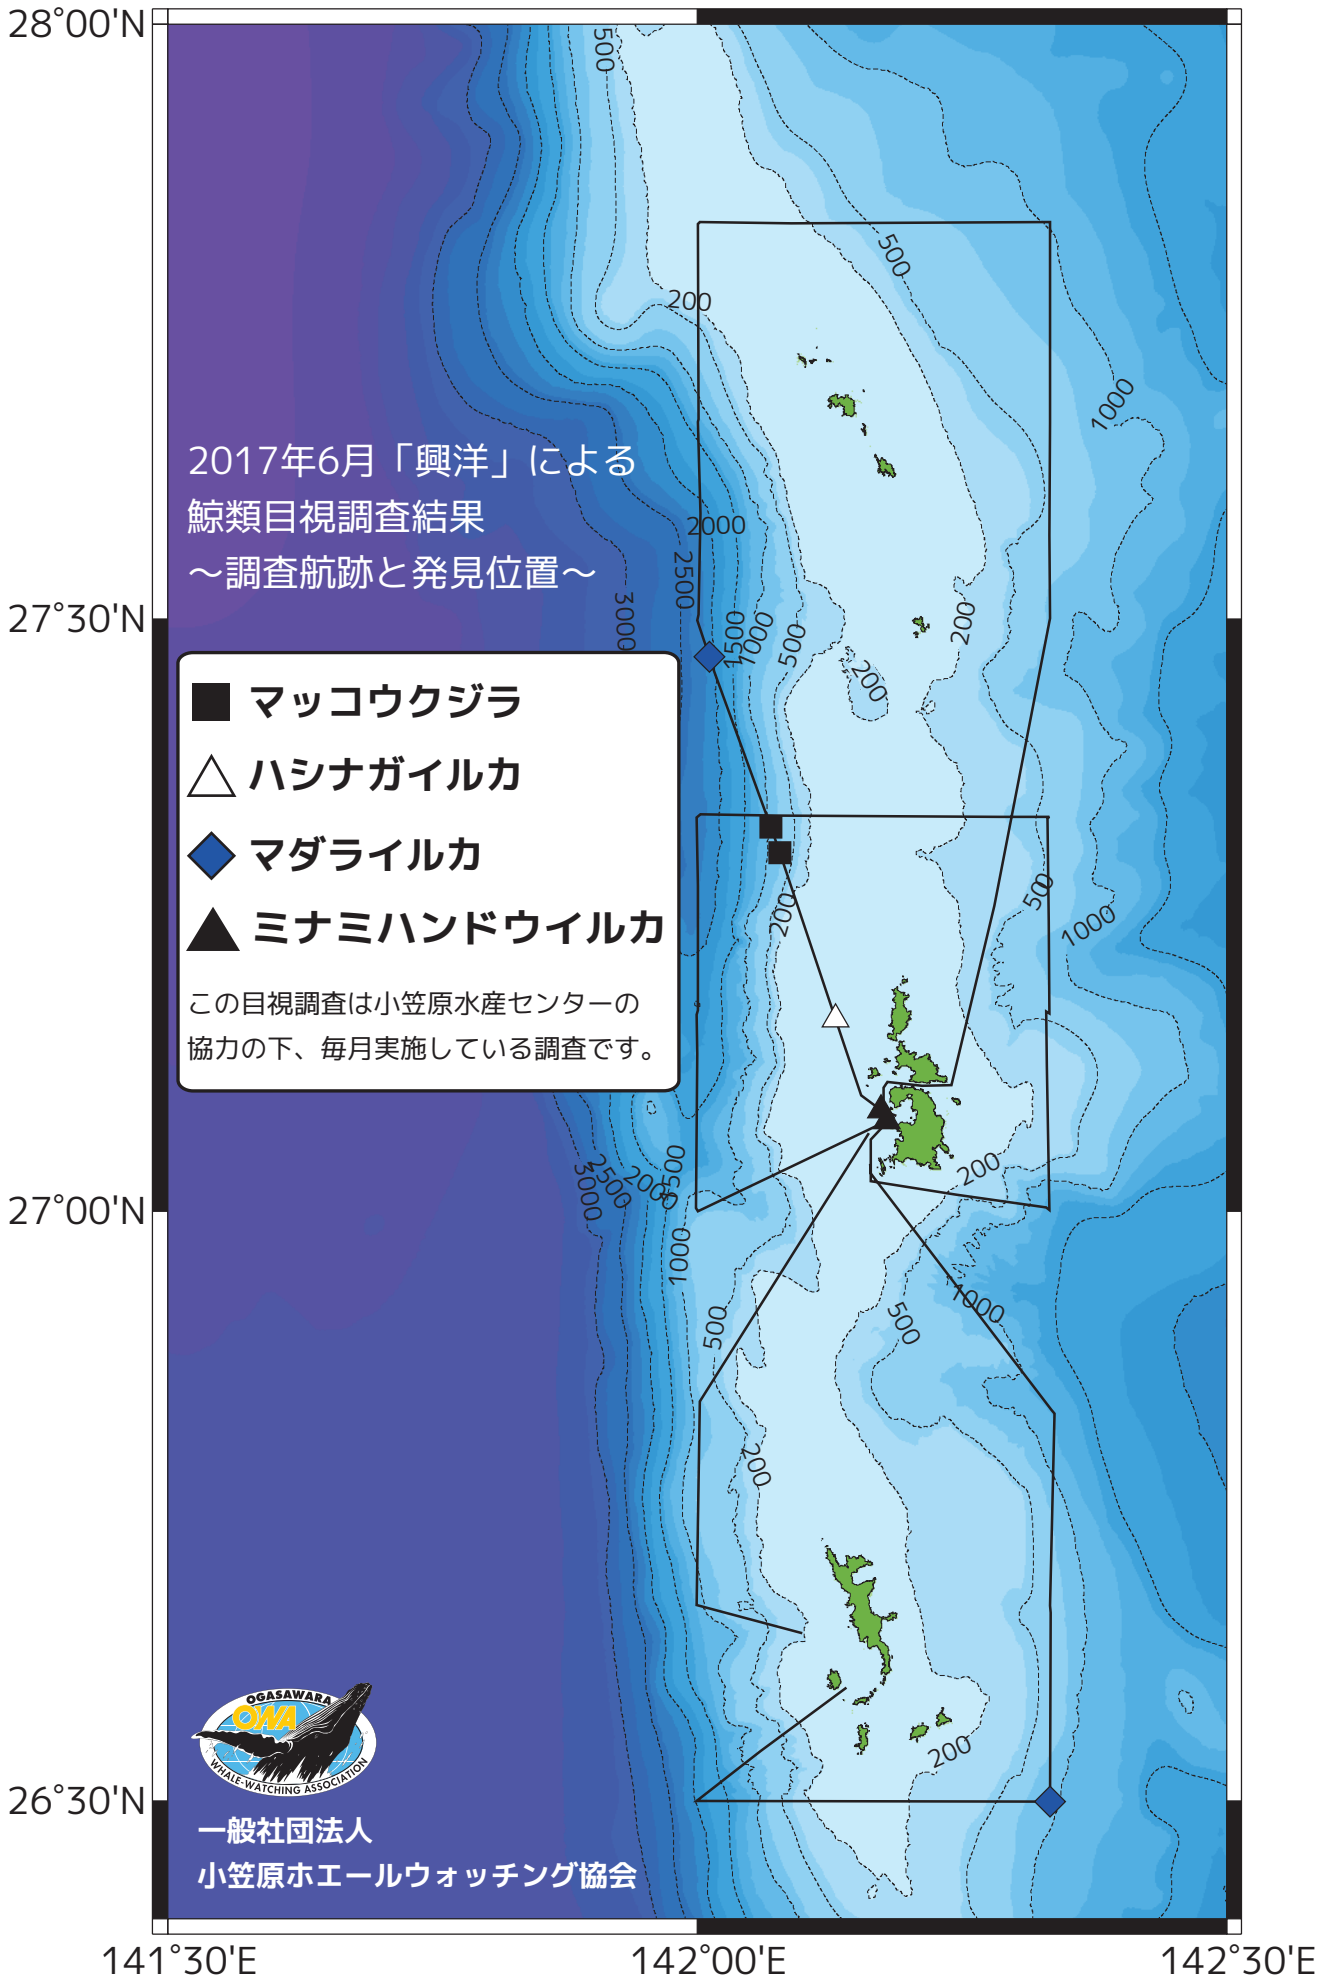 28°00'N
500
500
200
1000
2017年6月「興洋」による
鯨類目視調査結果
～調査航跡と発見位置～
2000
2500
3000
1500
1000
500
200
200
27°30'N
マッコウクジラ
ハシナガイルカ
マダライルカ
ミナミハンドウイルカ
この目視調査は小笠原水産センターの
協力の下、毎月実施している調査です。
200
500
1000
200
3000
2500
2000
1500
27°00'N
1000
500
500
1000
200
200
OGASAWARA
OWA
WHALE-WATCHING ASSOCIATION
26°30'N
一般社団法人
小笠原ホエールウォッチング協会
141°30'E
142°00'E
142°30'E